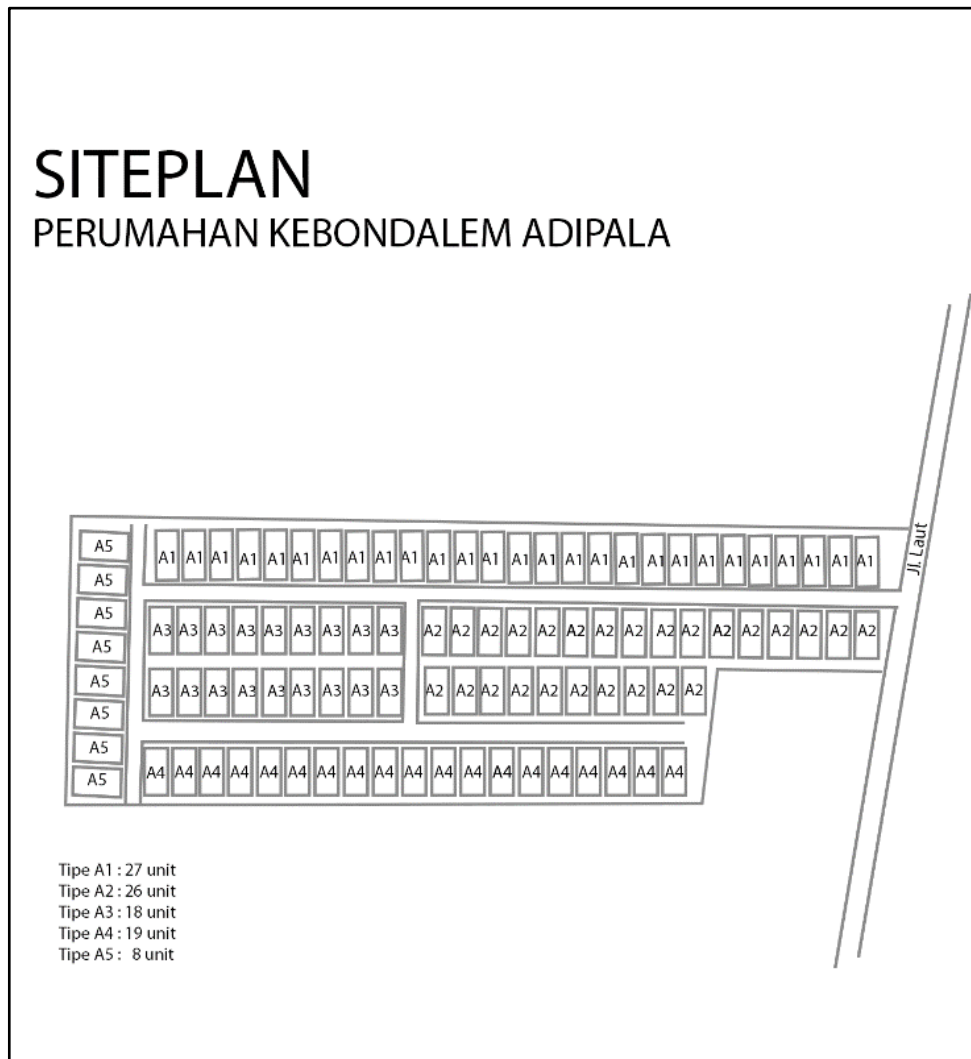 SITEPLAN
PERUMAHAN KEBONDALEM ADIPALA
Jl. Laut
A5
A5
A5
A5
A5
A5
A5
A5
A1 A1 A1 A1 A1 A1 A1 A1 A1 A1 A1 A1 A1 A1 A1 A1 A1 A1 A1 A1 A1 A1 A1 A1 A1 A1 A1
A3 A3 A3 A3 A3 A3 A3 A3 A3 A2 A2 A2 A2 A2 A2 A2 A2 A2 A2 A2 A2 A2 A2 A2 A2
A3 A3 A3 A3 A3 A3 A3 A3 A3 A2 A2 A2 A2 A2 A2 A2 A2 A2 A2
A4 A4 A4 A4 A4 A4 A4 A4 A4 A4 A4 A4 A4 A4 A4 A4 A4 A4 A4
Tipe A1 : 27 unit
Tipe A2 : 26 unit
Tipe A3 : 18 unit
Tipe A4 : 19 unit
Tipe A5 : 8 unit